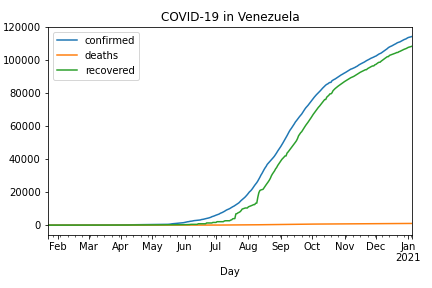 COVID-19 in Venezuela
120000
100000
80000
60000
40000
20000
0
confirmed
deaths
recovered
Feb Mar Apr May Jun Jul Aug Sep Oct Nov Dec Jan
2021
Day